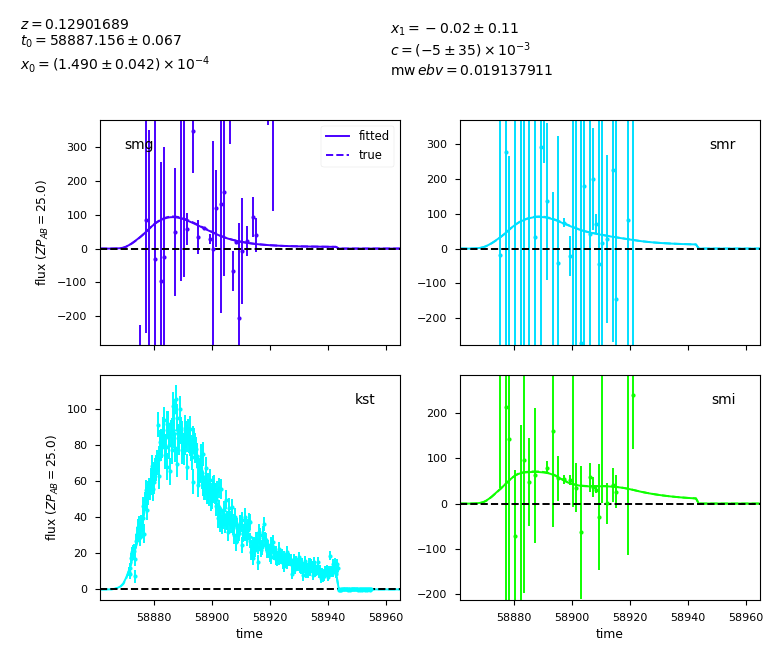 z = 0.12901689
t₀ = 58887.156 ± 0.067
x₀ = (1.490 ± 0.042) × 10⁻⁴
x₁ = −0.02 ± 0.11
c = (−5 ± 35) × 10⁻³
mw ebv = 0.019137911
smg
fitted
true
300
200
100
0
−100
−200
flux (ZP_AB = 25.0)
smr
300
200
100
0
−100
−200
kst
100
80
60
40
20
0
flux (ZP_AB = 25.0)
58880 58900 58920 58940 58960
time
smi
200
100
0
−100
−200
58880 58900 58920 58940 58960
time